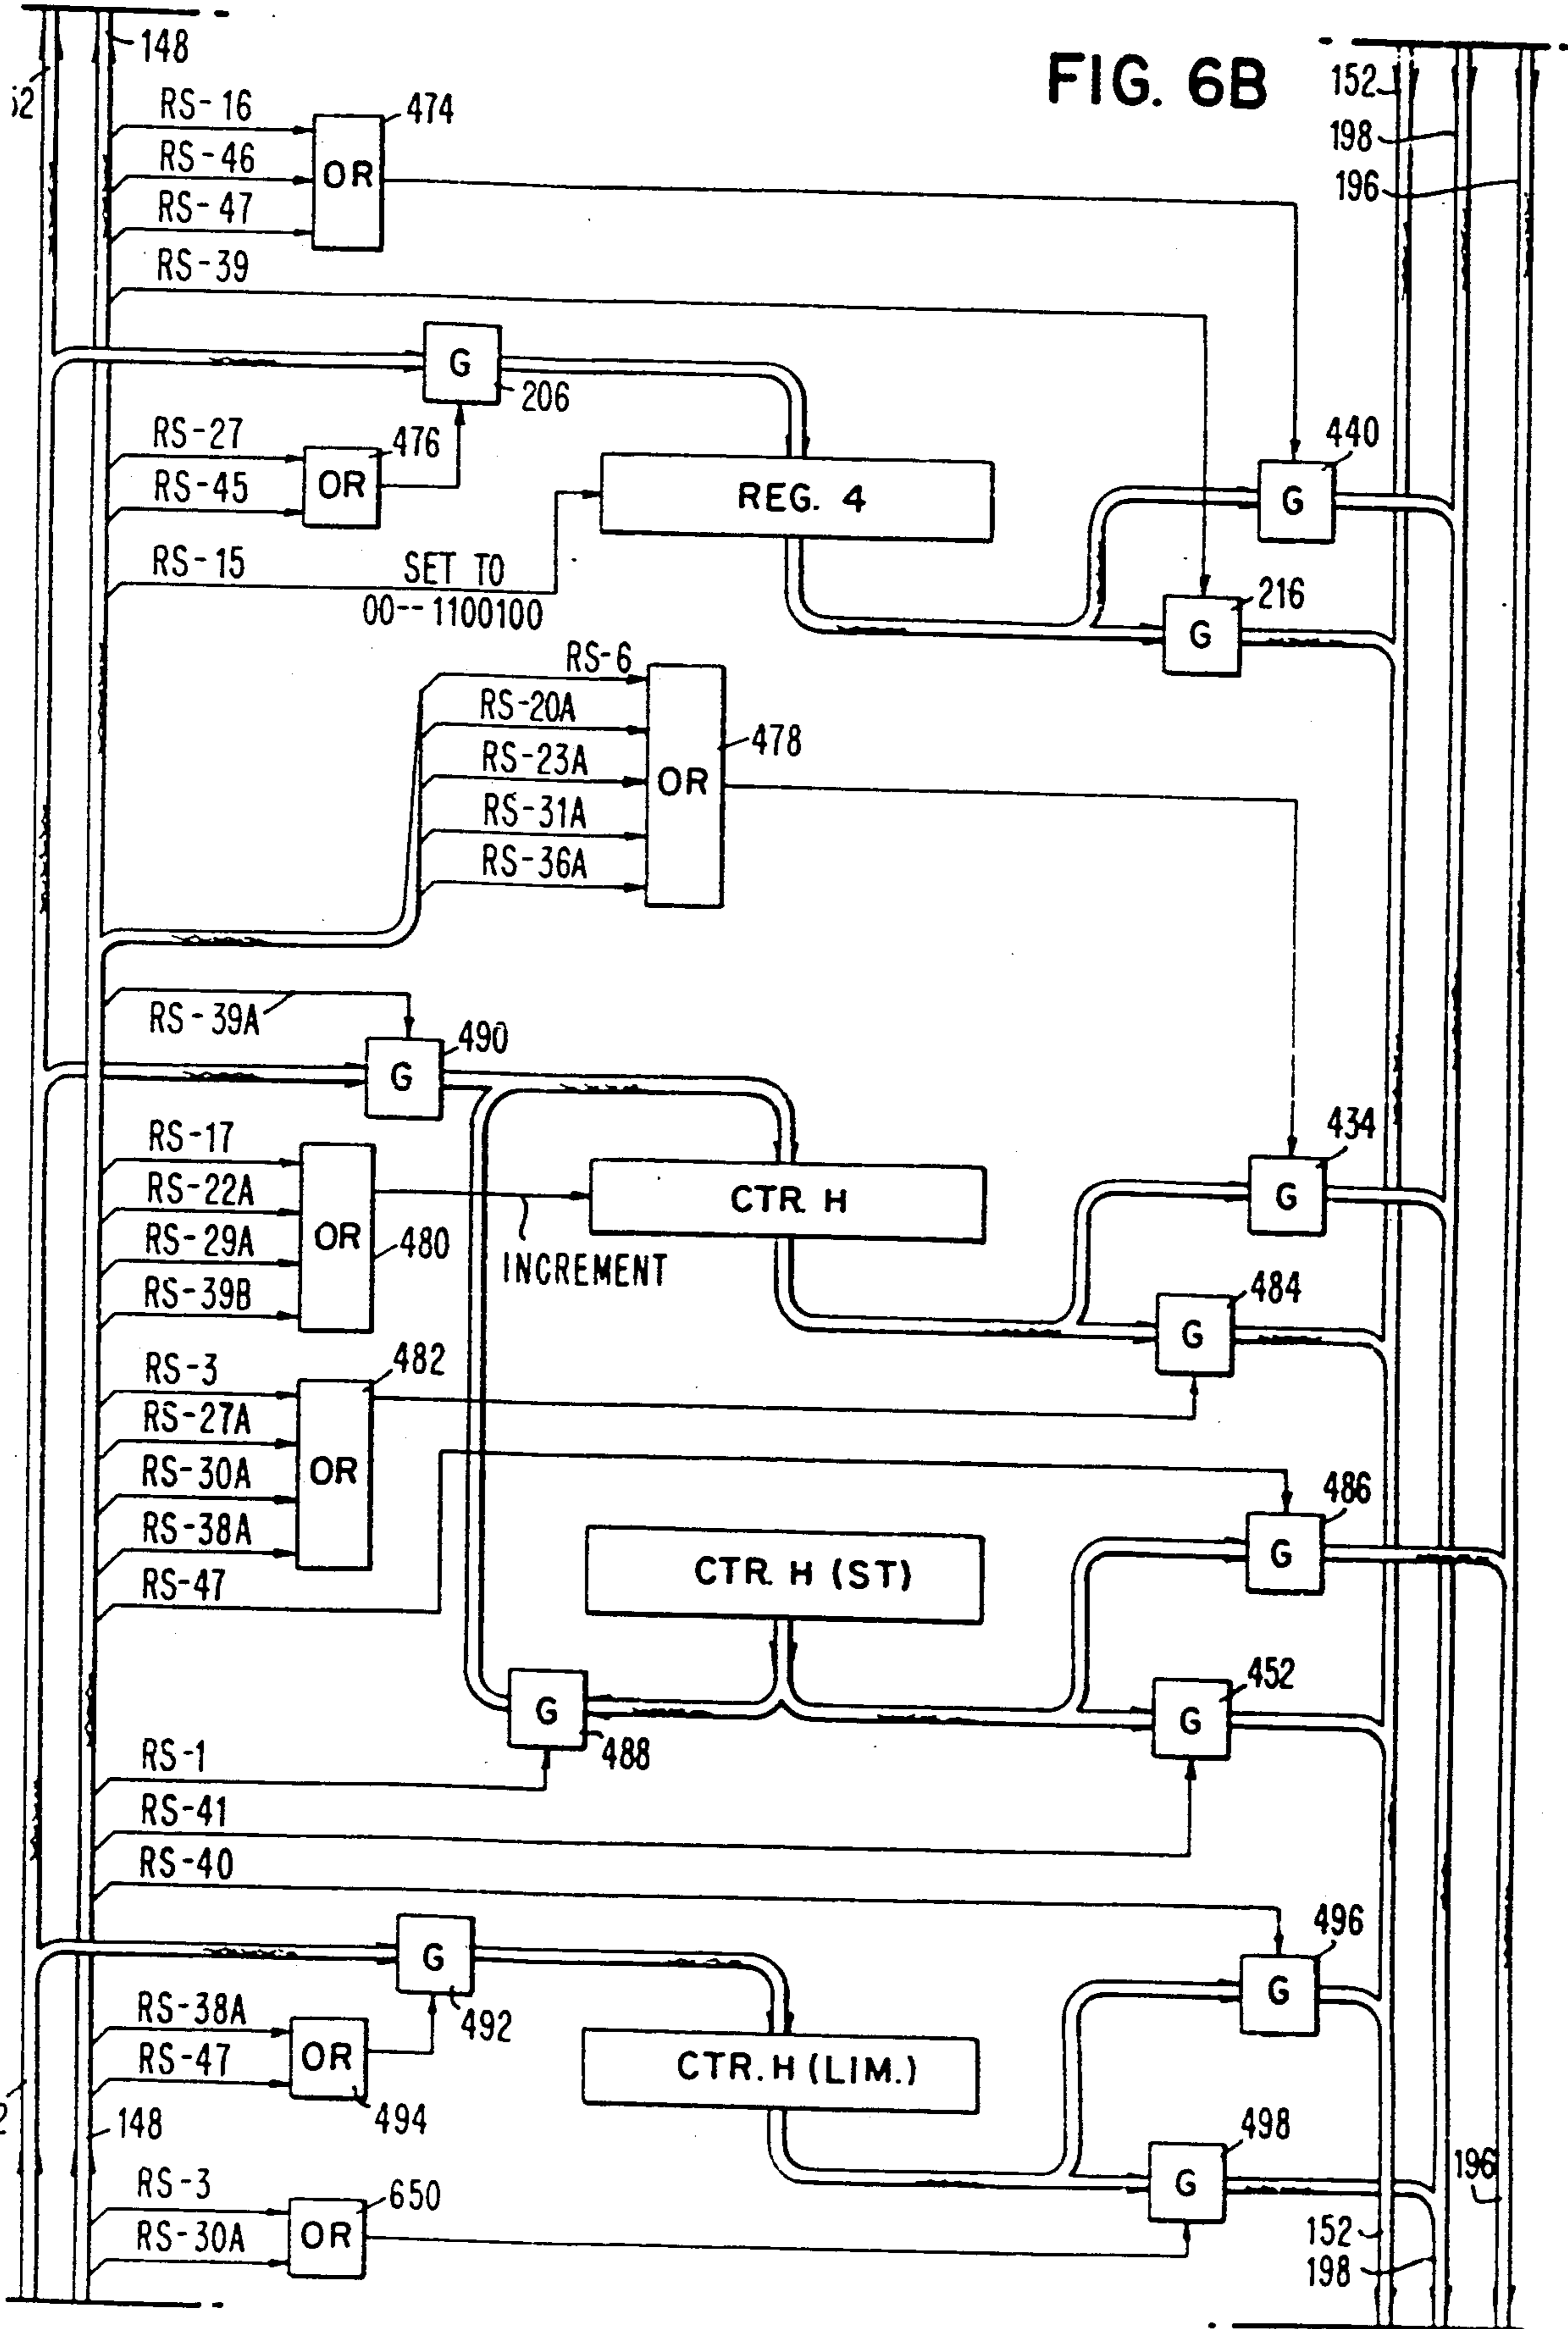 FIG. 6B
52
148
152
198
196
RS-16
474
RS-46
OR
RS-47
RS-39
G
206
RS-27
476
RS-45
OR
REG. 4
440
G
RS-15
SET TO
00--1100100
216
G
RS-6
RS-20A
478
RS-23A
OR
RS-31A
RS-36A
RS-39A
490
G
RS-17
434
RS-22A
CTR. H
G
RS-29A
OR
480
INCREMENT
RS-39B
484
G
RS-3
482
RS-27A
RS-30A
OR
486
RS-38A
CTR. H (ST)
G
RS-47
452
G
488
G
RS-1
RS-41
RS-40
496
G
492
G
RS-38A
RS-47
OR
494
CTR. H (LIM.)
2
148
498
G
RS-3
650
RS-30A
OR
196
152
198